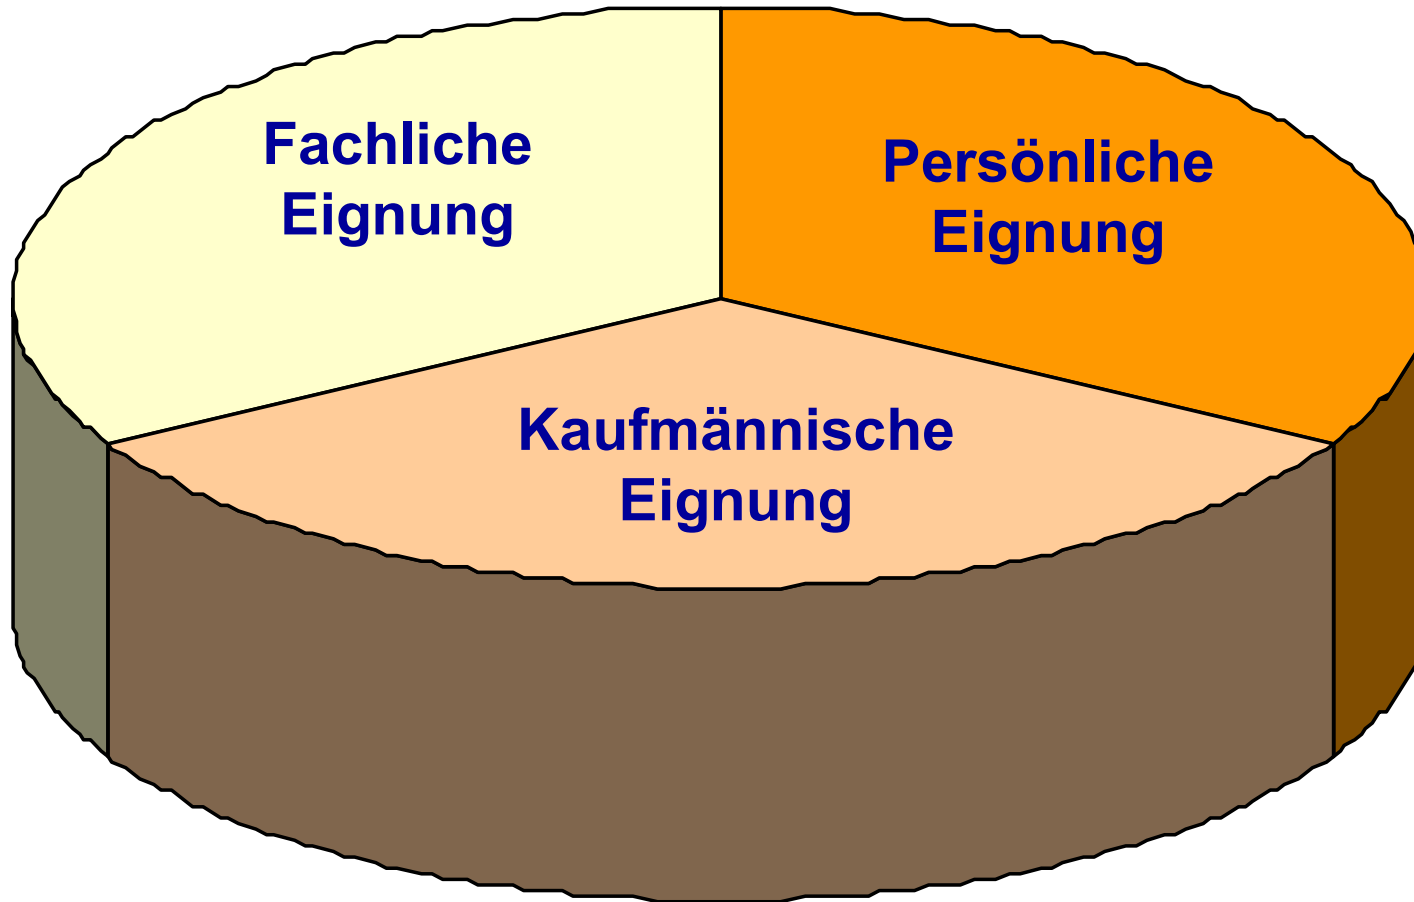 Fachliche
Eignung
Persönliche
Eignung
Kaufmännische
Eignung